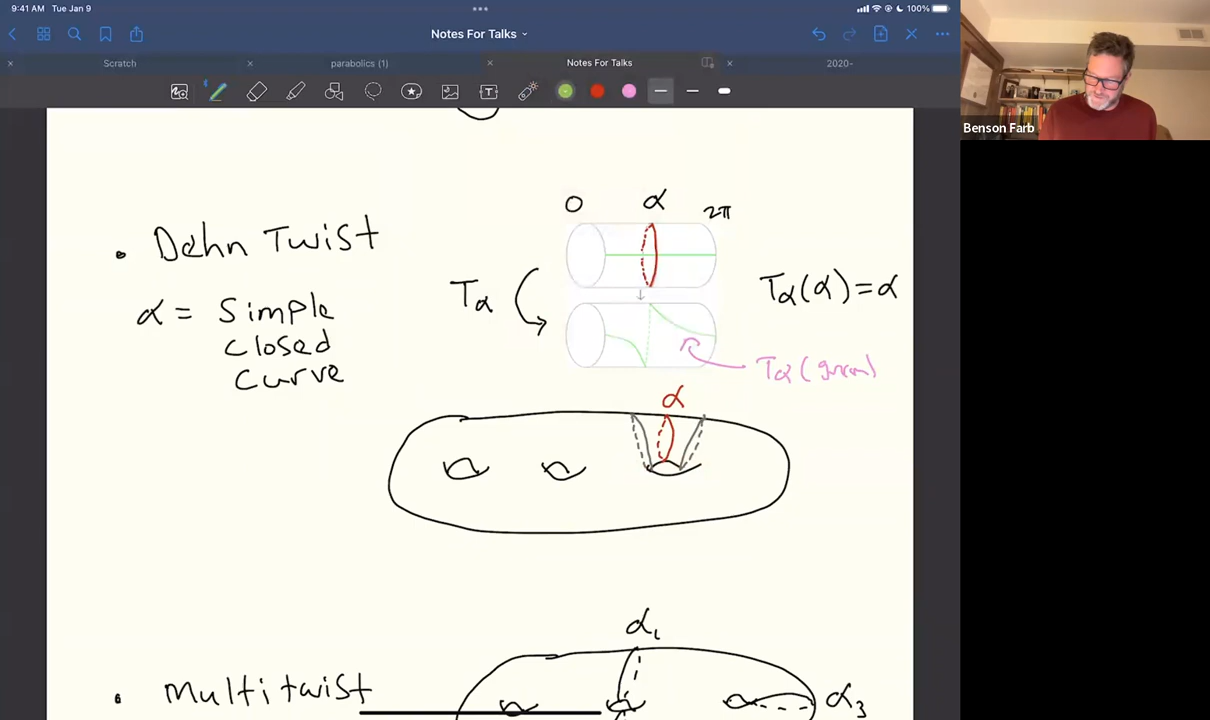 9:41 AM Tue Jan 9
100%
Notes For Talks
Scratch
parabolics (1)
Notes For Talks
2020-
Benson Farb
0 α 2π
• Dehn Twist
Tα
Tα(α)=α
α = Simple
closed
curve
Tα(green)
α
α₁
• Multitwist
α₃